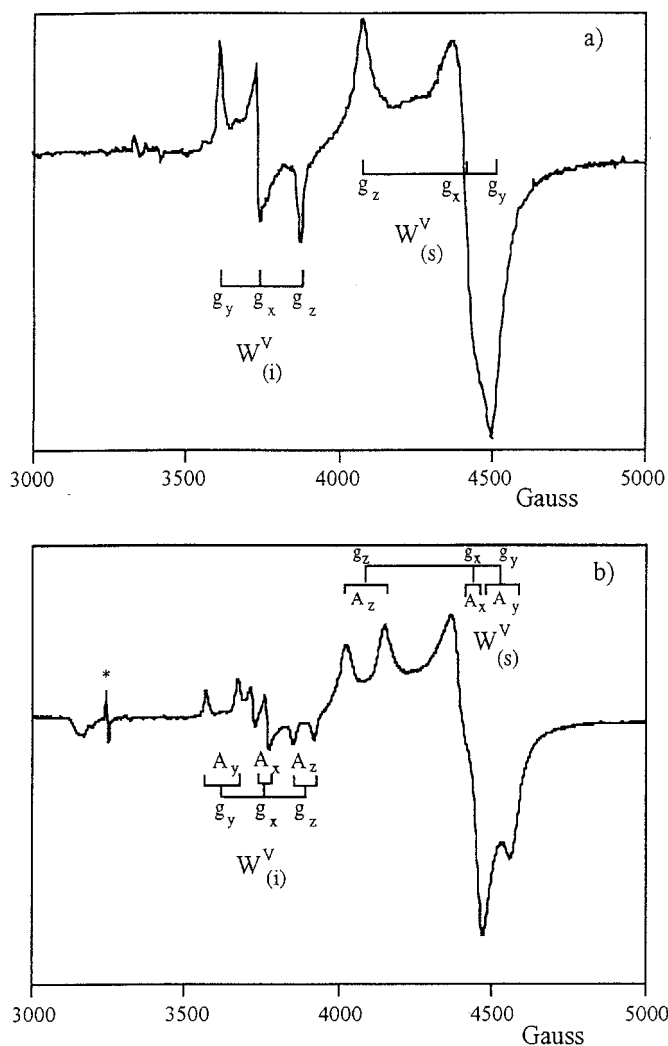 a)
g_z g_x g_y
W^V_(s)
g_y g_x g_z
W^V_(i)
3000 3500 4000 4500 5000
Gauss
b)
g_z g_x g_y
A_z A_x A_y
W^V_(s)
*
A_y A_x A_z
g_y g_x g_z
W^V_(i)
3000 3500 4000 4500 5000
Gauss